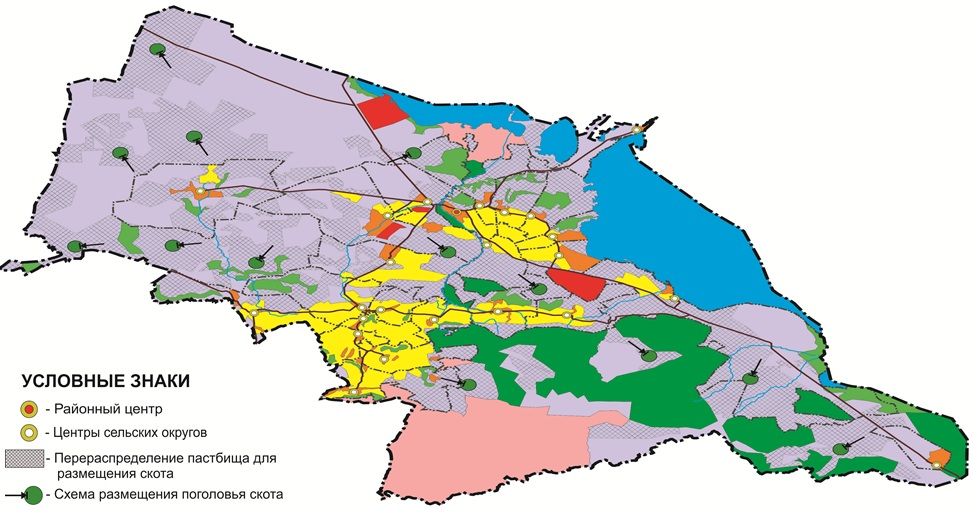 УСЛОВНЫЕ ЗНАКИ
- Районный центр
- Центры сельских округов
- Перераспределение пастбища для
размещения скота
- Схема размещения поголовья скота